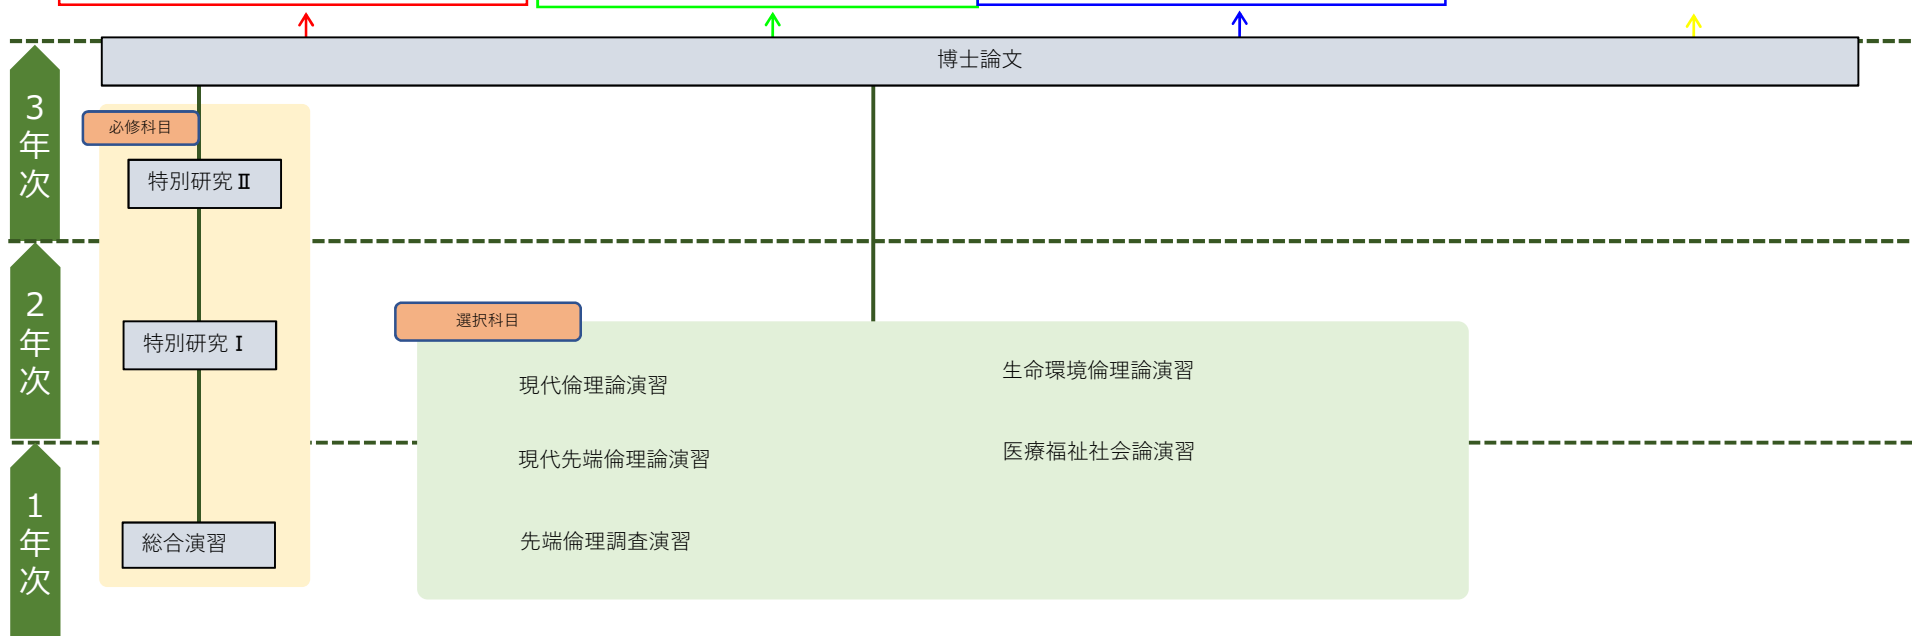 博士論文
3年次
必修科目
特別研究Ⅱ
2年次
選択科目
特別研究Ⅰ
現代倫理論演習
生命環境倫理論演習
現代先端倫理論演習
医療福祉社会論演習
1年次
総合演習
先端倫理調査演習